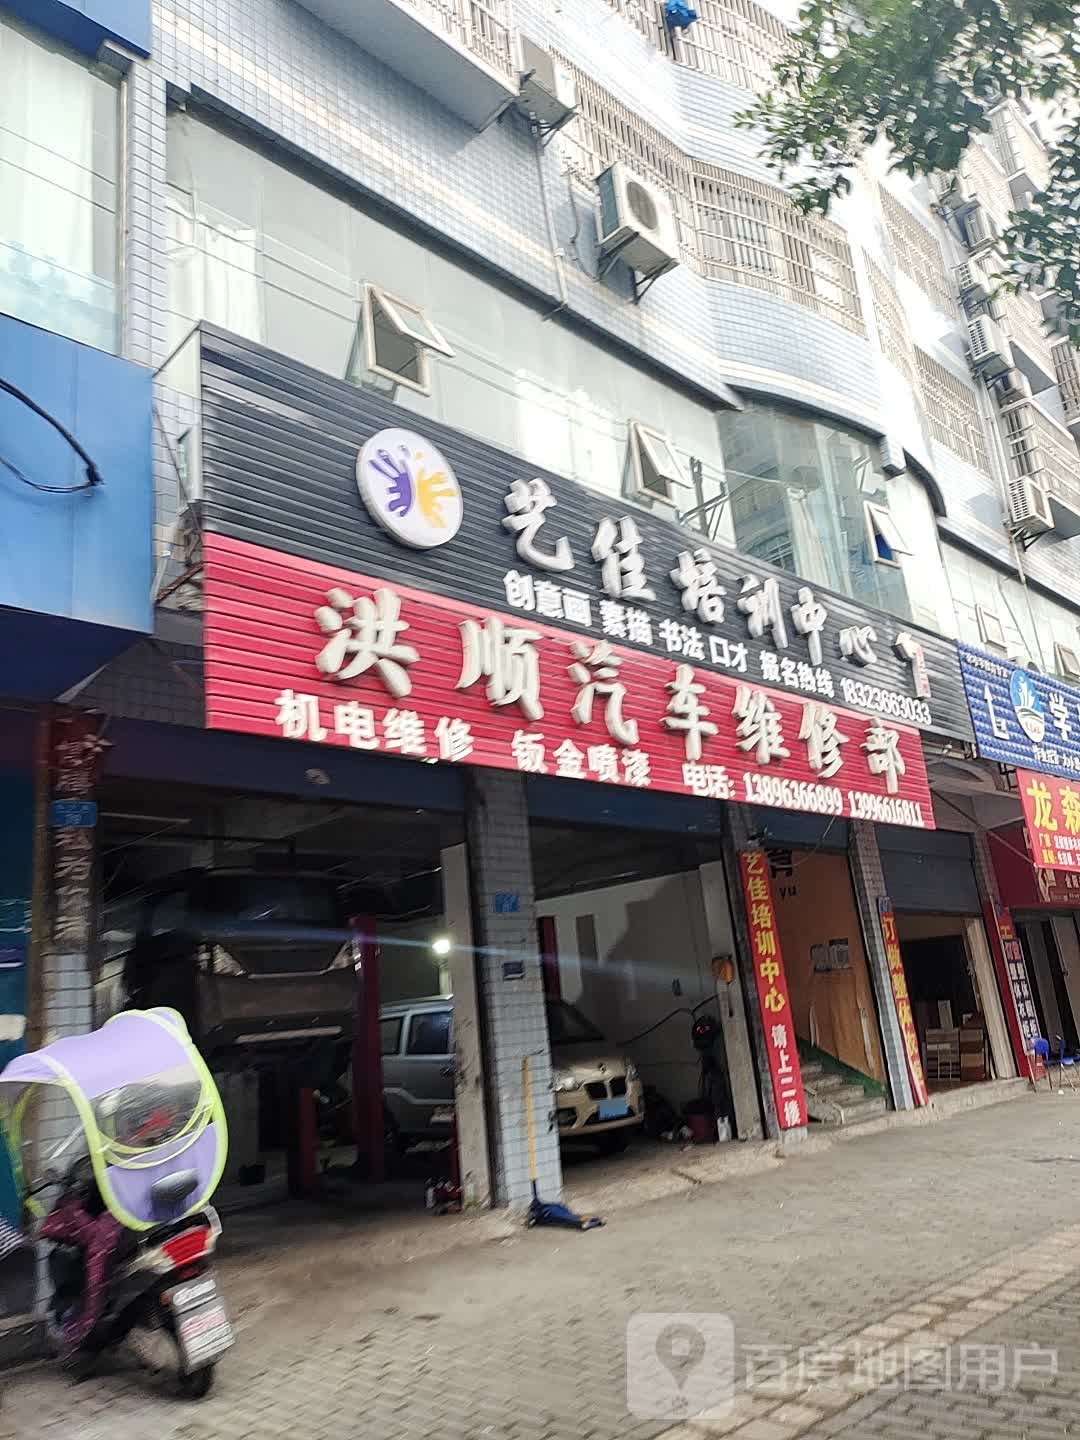 艺佳培训中心
创意画 素描 书法 口才 报名热线 18323663033
洪顺汽车维修部
机电维修 钣金喷漆 电话: 13896366899 13996616811
艺佳培训中心 请上二楼
育
yu
学
龙森
百度地图用户